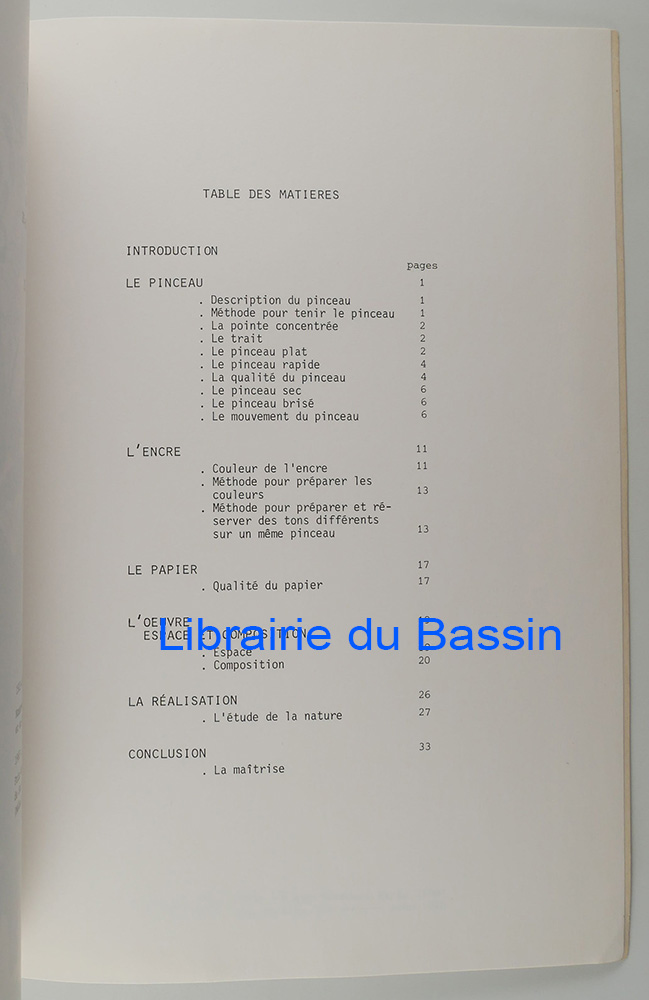 TABLE DES MATIERES
INTRODUCTION
pages
LE PINCEAU 1
. Description du pinceau 1
. Méthode pour tenir le pinceau 1
. La pointe concentrée 2
. Le trait 2
. Le pinceau plat 2
. Le pinceau rapide 4
. La qualité du pinceau 4
. Le pinceau sec 6
. Le pinceau brisé 6
. Le mouvement du pinceau 6
L'ENCRE 11
. Couleur de l'encre 11
. Méthode pour préparer les
couleurs 13
. Méthode pour préparer et ré-
server des tons différents
sur un même pinceau 13
LE PAPIER 17
. Qualité du papier 17
L'OEUVRE
ESPACE ET COMPOSITION
Librairie du Bassin
. Espace
. Composition 20
LA RÉALISATION 26
. L'étude de la nature 27
CONCLUSION 33
. La maîtrise